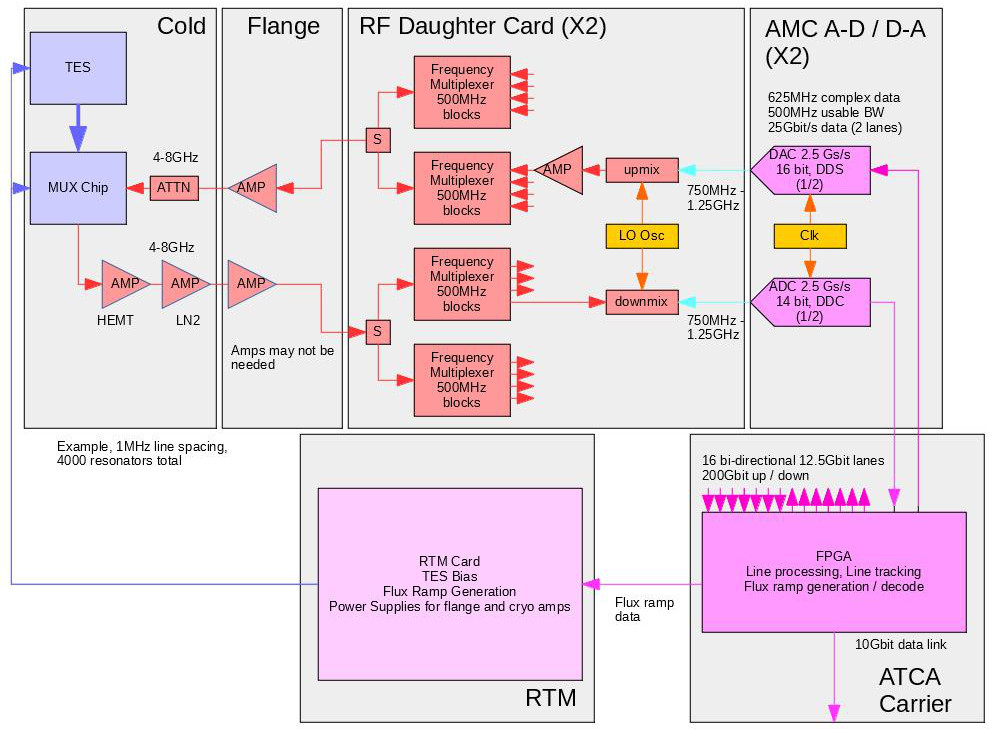 Cold
Flange
RF Daughter Card (X2)
AMC A-D / D-A
(X2)
TES
Frequency
Multiplexer
500MHz
blocks
625MHz complex data
500MHz usable BW
25Gbit/s data (2 lanes)
S
4-8GHz
MUX Chip
ATTN
AMP
Frequency
Multiplexer
500MHz
blocks
AMP
upmix
750MHz -
1.25GHz
DAC 2.5 Gs/s
16 bit, DDS
(1/2)
LO Osc
Clk
4-8GHz
AMP
AMP
AMP
HEMT
LN2
Frequency
Multiplexer
500MHz
blocks
downmix
750MHz -
1.25GHz
ADC 2.5 Gs/s
14 bit, DDC
(1/2)
S
Amps may not be
needed
Frequency
Multiplexer
500MHz
blocks
Example, 1MHz line spacing,
4000 resonators total
16 bi-directional 12.5Gbit lanes
200Gbit up / down
RTM Card
TES Bias
Flux Ramp Generation
Power Supplies for flange and cryo amps
RTM
Flux ramp
data
FPGA
Line processing, Line tracking
Flux ramp generation / decode
10Gbit data link
ATCA
Carrier